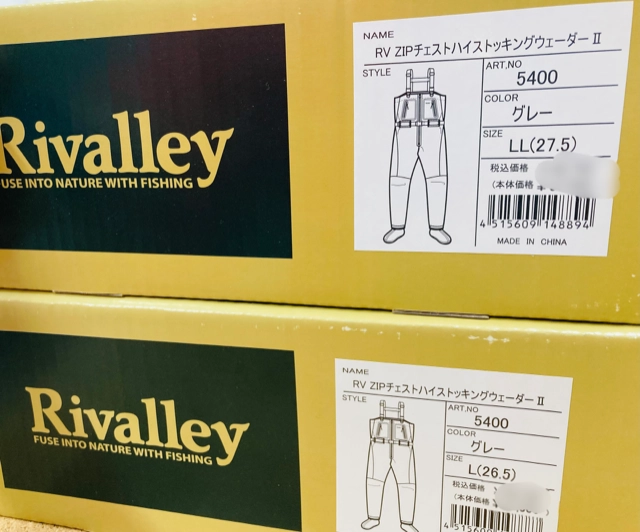 Rivalley
FUSE INTO NATURE WITH FISHING
NAME
RV ZIPチェストハイストッキングウェーダーⅡ
STYLE
ART,NO
5400
COLOR
グレー
SIZE
LL(27.5)
税込価格
(本体価格
4 515609 148894
MADE IN CHINA
Rivalley
FUSE INTO NATURE WITH FISHING
NAME
RV ZIPチェストハイストッキングウェーダーⅡ
STYLE
ART,NO
5400
COLOR
グレー
SIZE
L(26.5)
税込価格
(本体価格